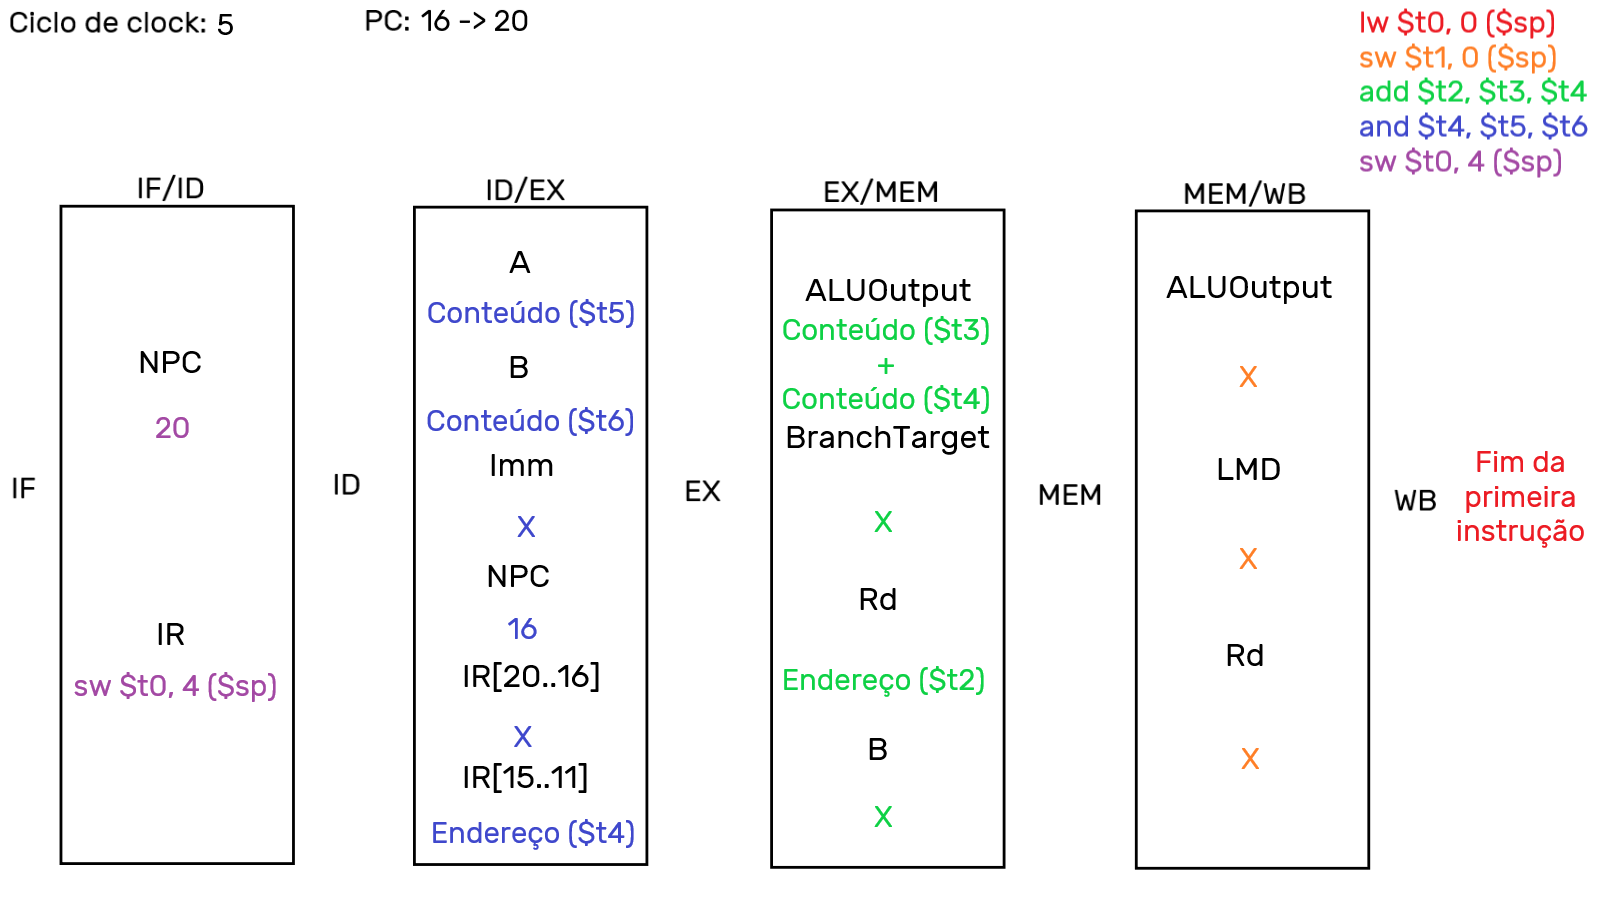 Ciclo de clock: 5
PC: 16 -> 20
lw $t0, 0 ($sp)
sw $t1, 0 ($sp)
add $t2, $t3, $t4
and $t4, $t5, $t6
sw $t0, 4 ($sp)
IF
IF/ID
NPC
20
IR
sw $t0, 4 ($sp)
ID
ID/EX
A
Conteúdo ($t5)
B
Conteúdo ($t6)
Imm
X
NPC
16
IR[20..16]
X
IR[15..11]
Endereço ($t4)
EX
EX/MEM
ALUOutput
Conteúdo ($t3)
+
Conteúdo ($t4)
BranchTarget
X
Rd
Endereço ($t2)
B
X
MEM
MEM/WB
ALUOutput
X
LMD
X
Rd
X
WB
Fim da
primeira
instrução